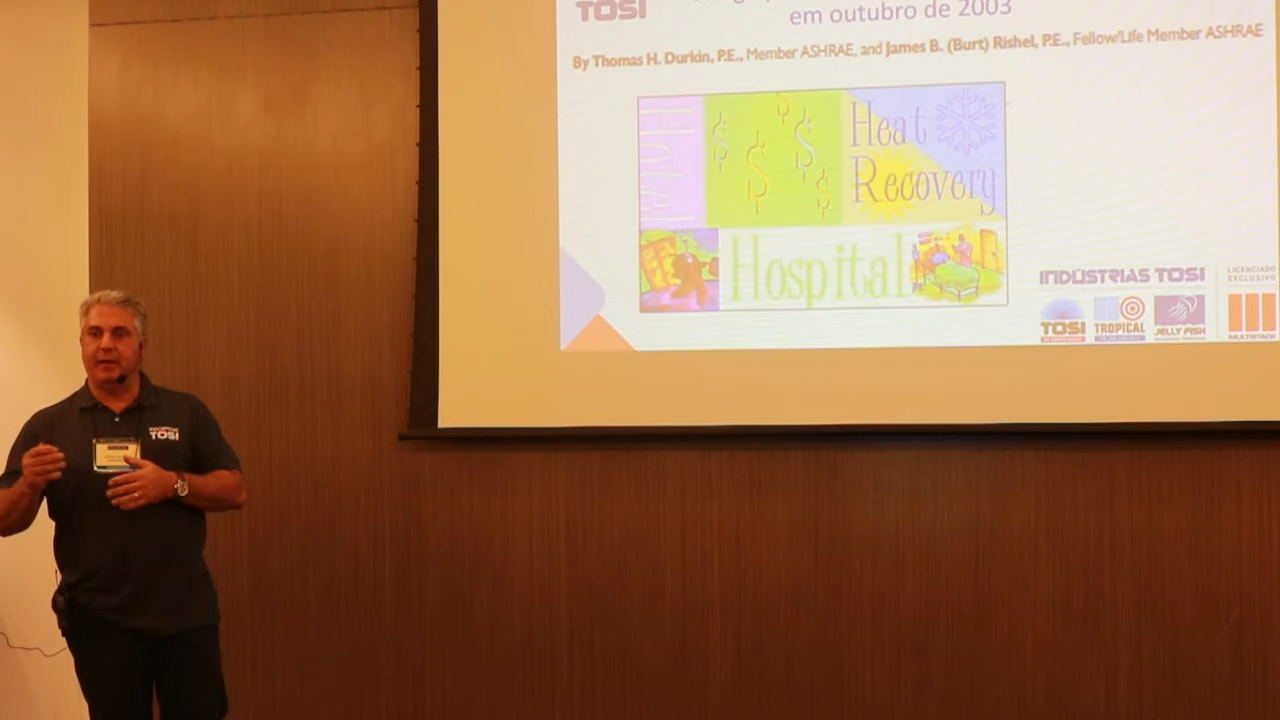 TOSI
em outubro de 2003
By Thomas H. Durkin, P.E., Member ASHRAE, and James B. (Burt) Rishel, P.E., Fellow/Life Member ASHRAE
Hotel
$ $ $ $ $
Heat
Recovery
Hospital
INDÚSTRIAS TOSI
LICENCIADO
EXCLUSIVO
TOSI
TROPICAL
JELLY FISH
MULTISTACK
TOSI